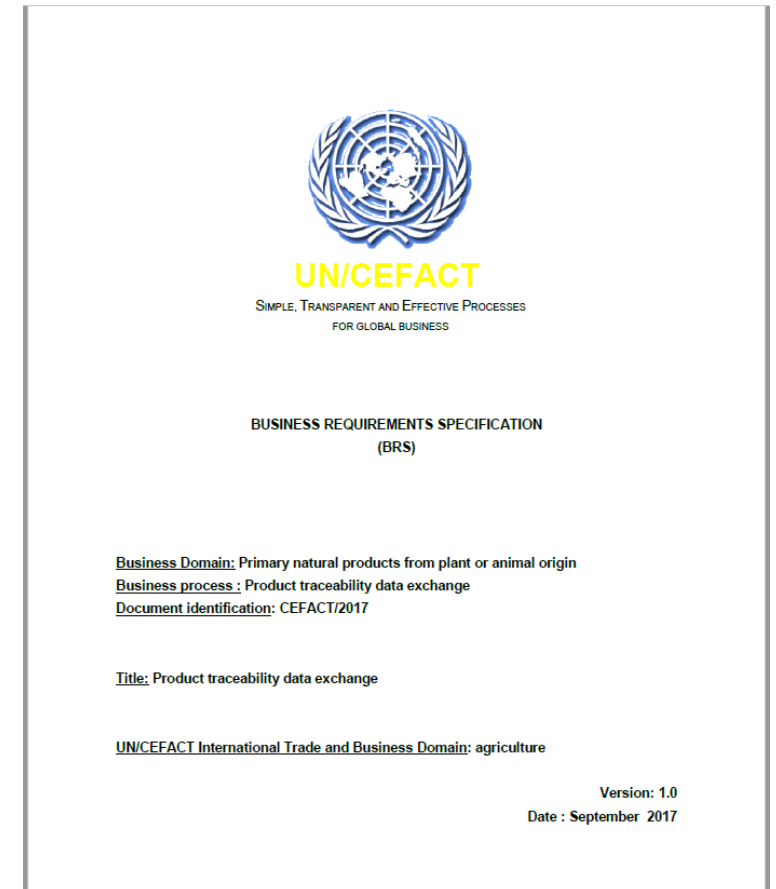 UN/CEFACT
SIMPLE, TRANSPARENT AND EFFECTIVE PROCESSES
FOR GLOBAL BUSINESS
BUSINESS REQUIREMENTS SPECIFICATION
(BRS)
Business Domain: Primary natural products from plant or animal origin
Business process : Product traceability data exchange
Document identification: CEFACT/2017
Title: Product traceability data exchange
UN/CEFACT International Trade and Business Domain: agriculture
Version: 1.0
Date : September 2017